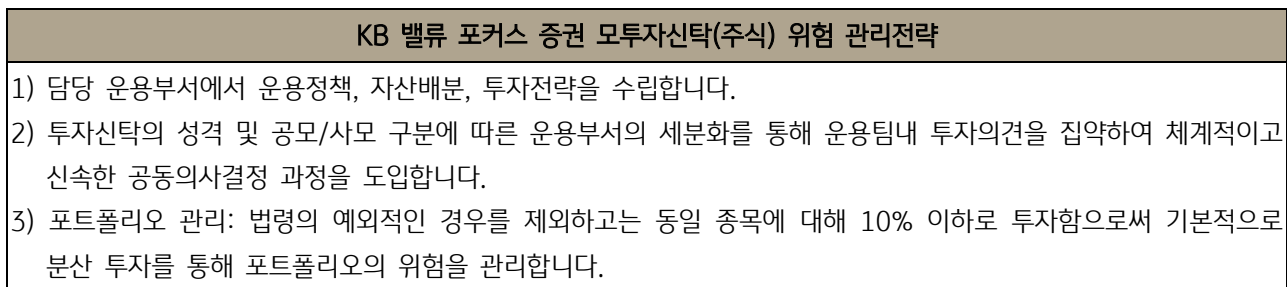 KB 밸류 포커스 증권 모투자신탁(주식) 위험 관리전략
1) 담당 운용부서에서 운용정책, 자산배분, 투자전략을 수립합니다.
2) 투자신탁의 성격 및 공모/사모 구분에 따른 운용부서의 세분화를 통해 운용팀내 투자의견을 집약하여 체계적이고
신속한 공동의사결정 과정을 도입합니다.
3) 포트폴리오 관리: 법령의 예외적인 경우를 제외하고는 동일 종목에 대해 10% 이하로 투자함으로써 기본적으로
분산 투자를 통해 포트폴리오의 위험을 관리합니다.